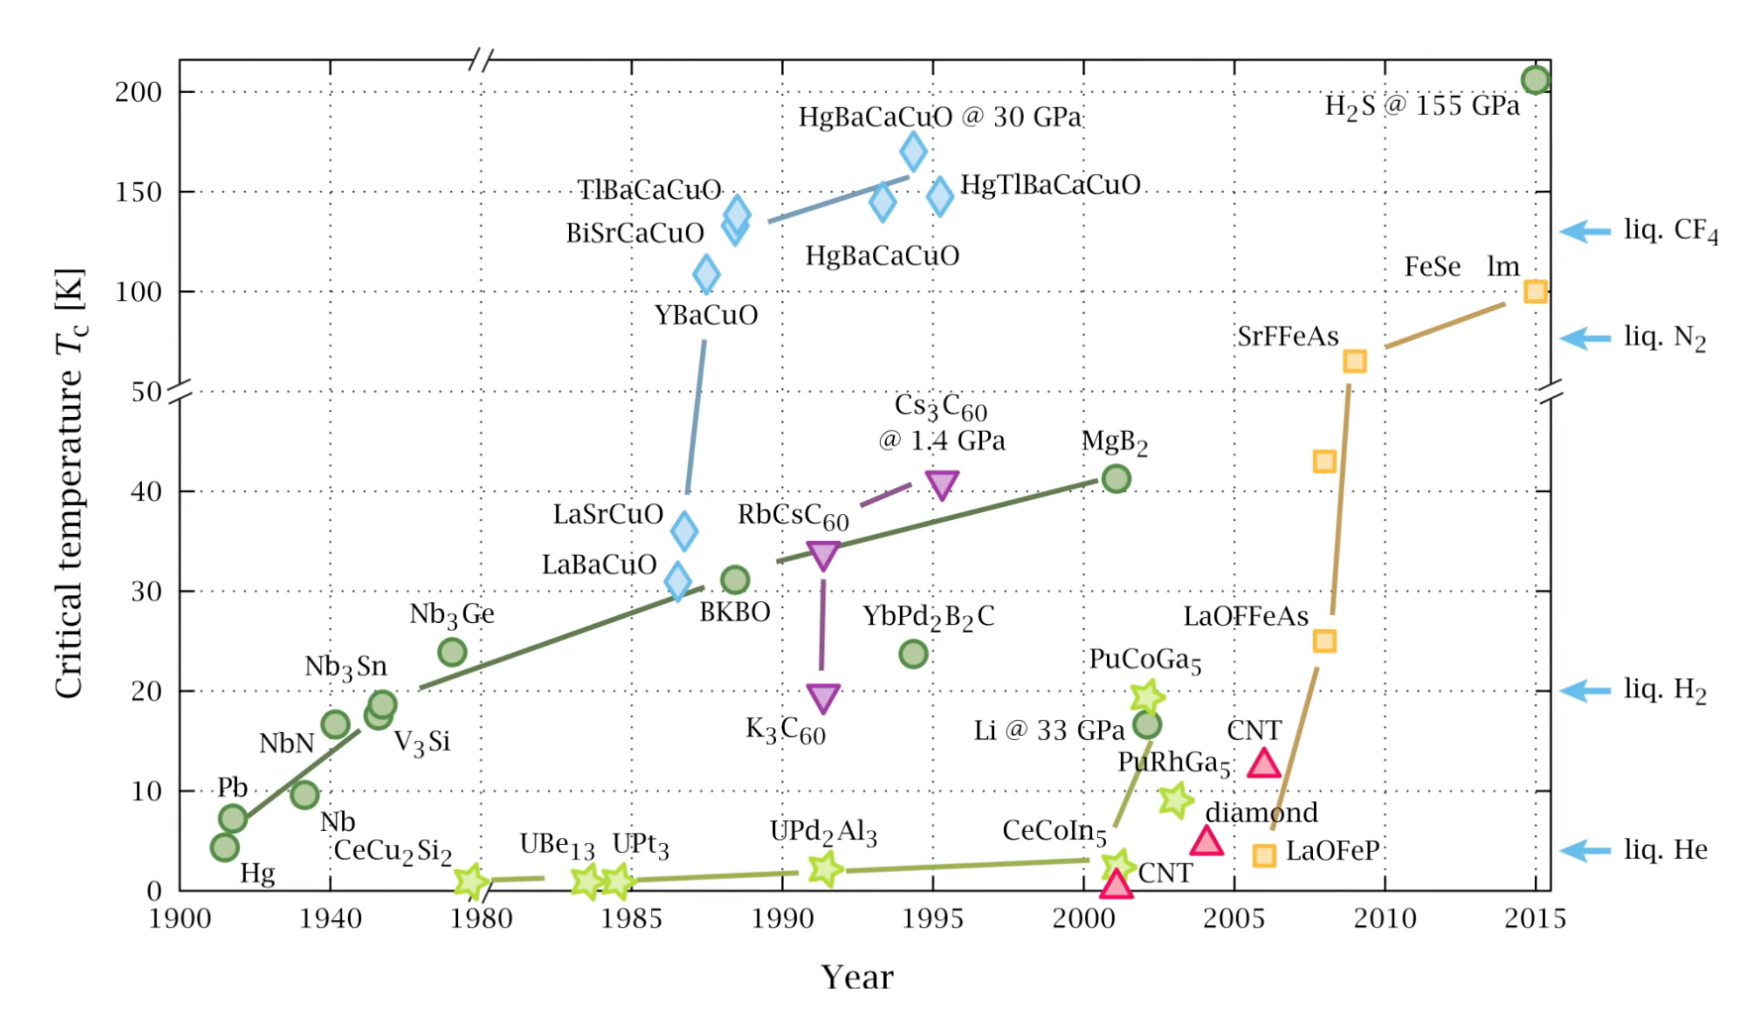 200
150
100
50
40
30
20
10
0
Critical temperature Tc [K]
1900 1940 1980 1985 1990 1995 2000 2005 2010 2015
Year
H2S @ 155 GPa
HgBaCaCuO @ 30 GPa
TlBaCaCuO
HgTlBaCaCuO
BiSrCaCuO
HgBaCaCuO
liq. CF4
FeSe lm
YBaCuO
SrFFeAs
liq. N2
Cs3C60
@ 1.4 GPa
MgB2
LaSrCuO
RbCsC60
LaBaCuO
BKBO
Nb3Ge
YbPd2B2C
LaOFFeAs
Nb3Sn
PuCoGa5
liq. H2
NbN
V3Si
K3C60
Li @ 33 GPa
CNT
PuRhGa5
Pb
Nb
diamond
CeCu2Si2
UBe13
UPt3
UPd2Al3
CeCoIn5
LaOFeP
liq. He
Hg
CNT